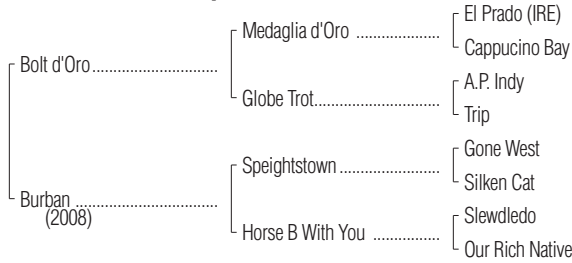 El Prado (IRE)
Medaglia d'Oro ..................
Cappucino Bay
Bolt d'Oro...........................
A.P. Indy
Globe Trot...........................
Trip
Gone West
Speightstown ......................
Silken Cat
Burban ..............................
(2008)
Slewdledo
Horse B With You ...............
Our Rich Native